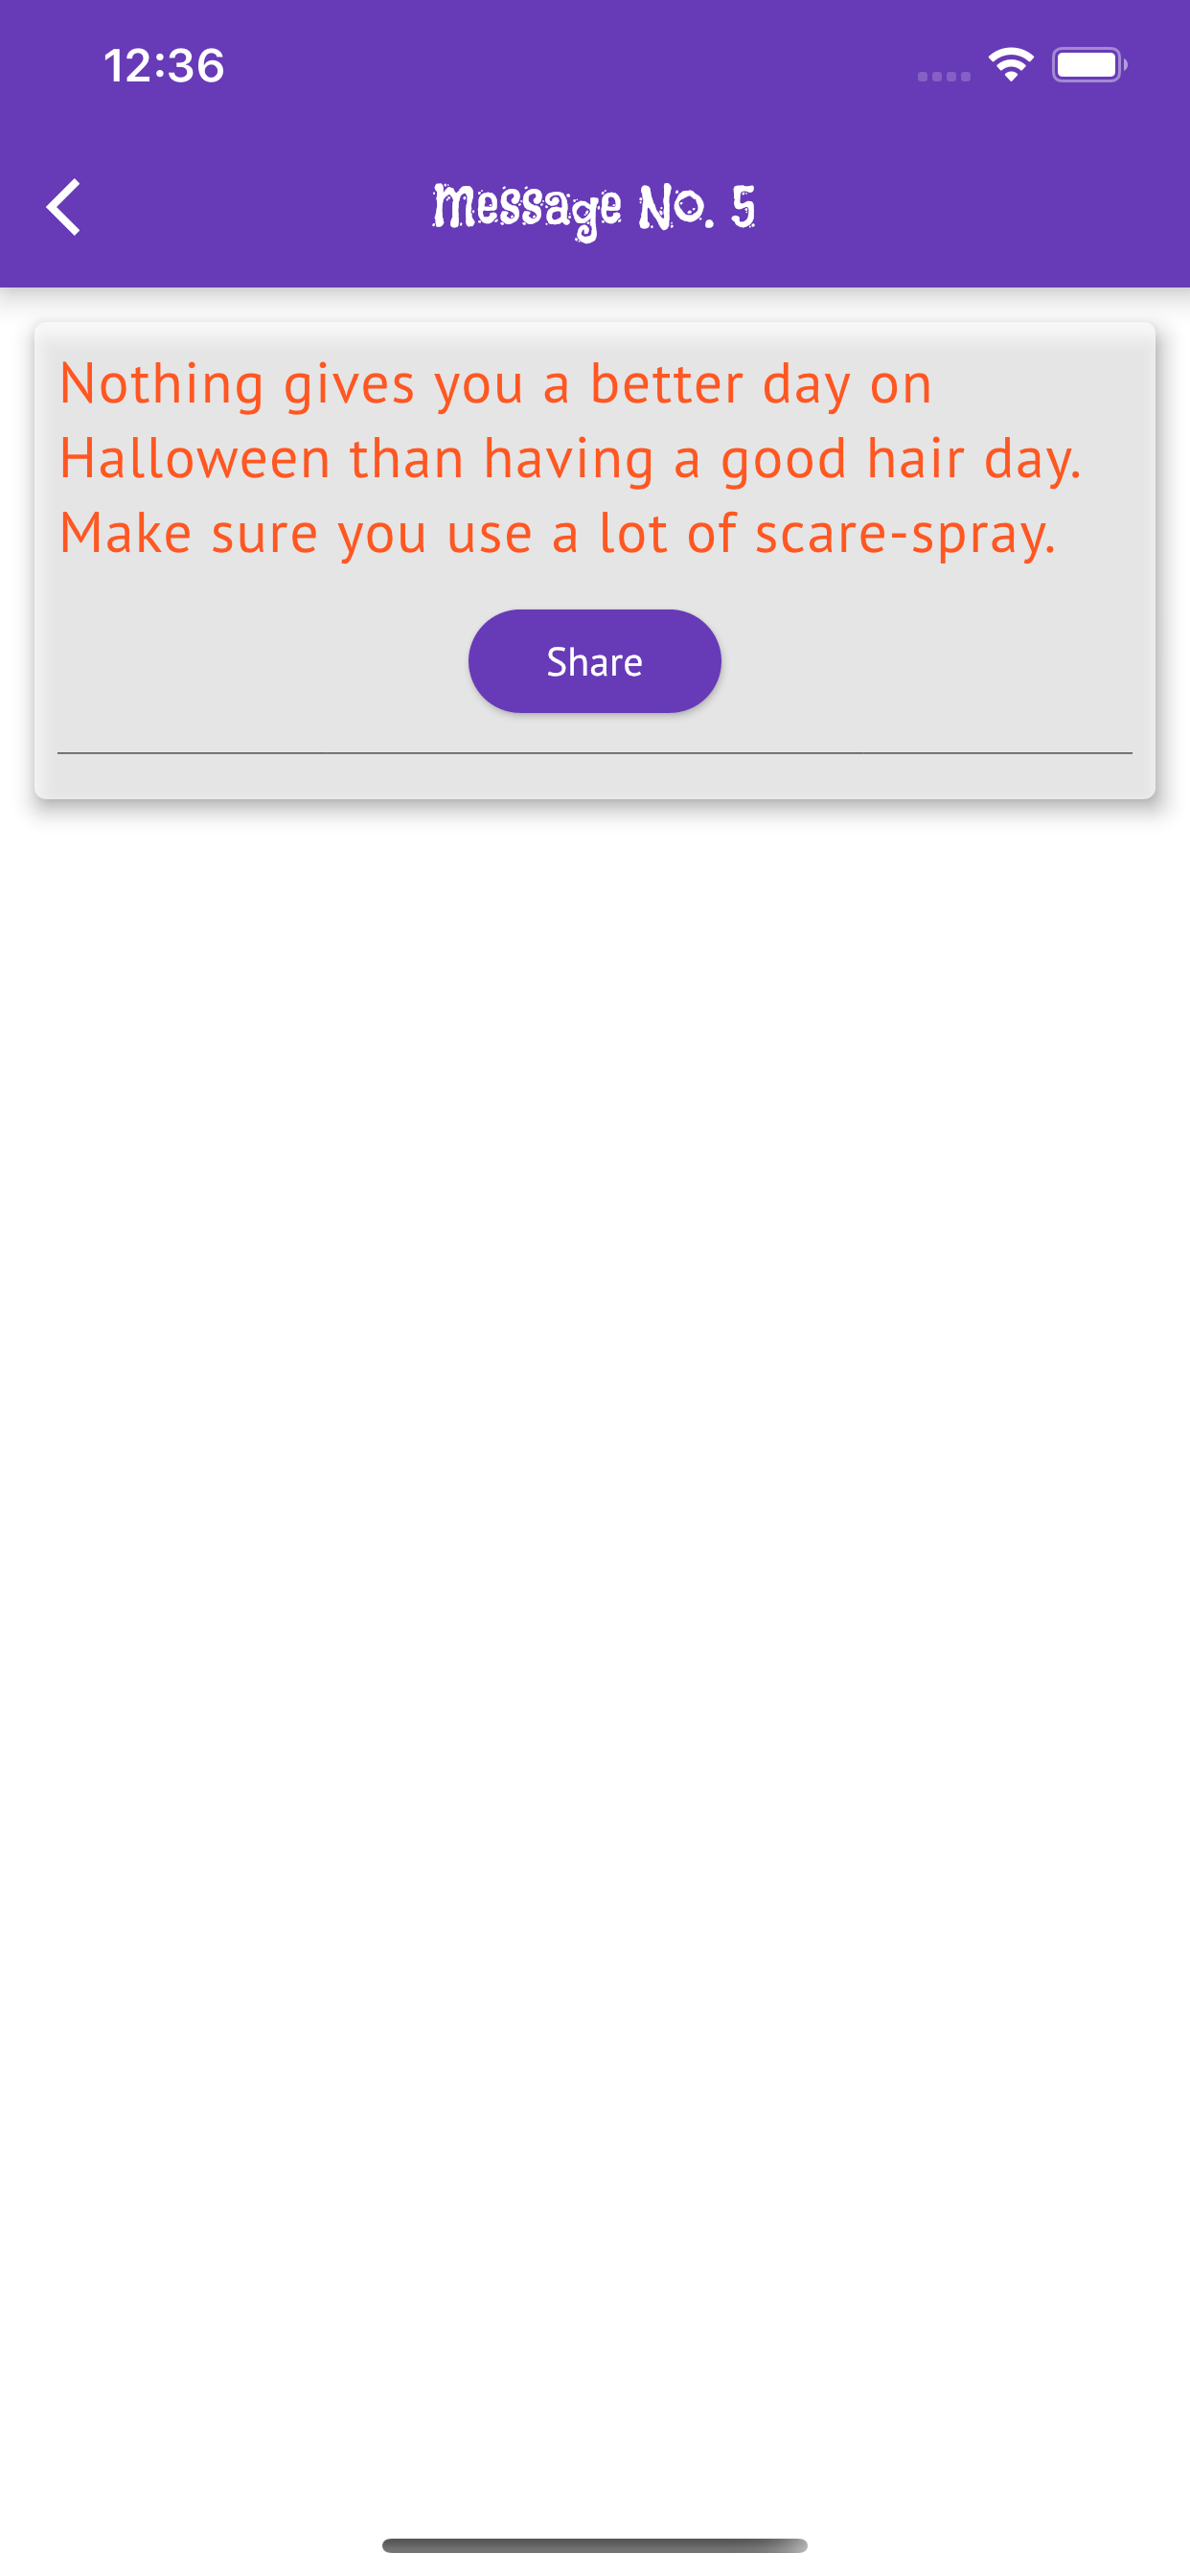 12:36
Message No. 5
Nothing gives you a better day on
Halloween than having a good hair day.
Make sure you use a lot of scare-spray.
Share